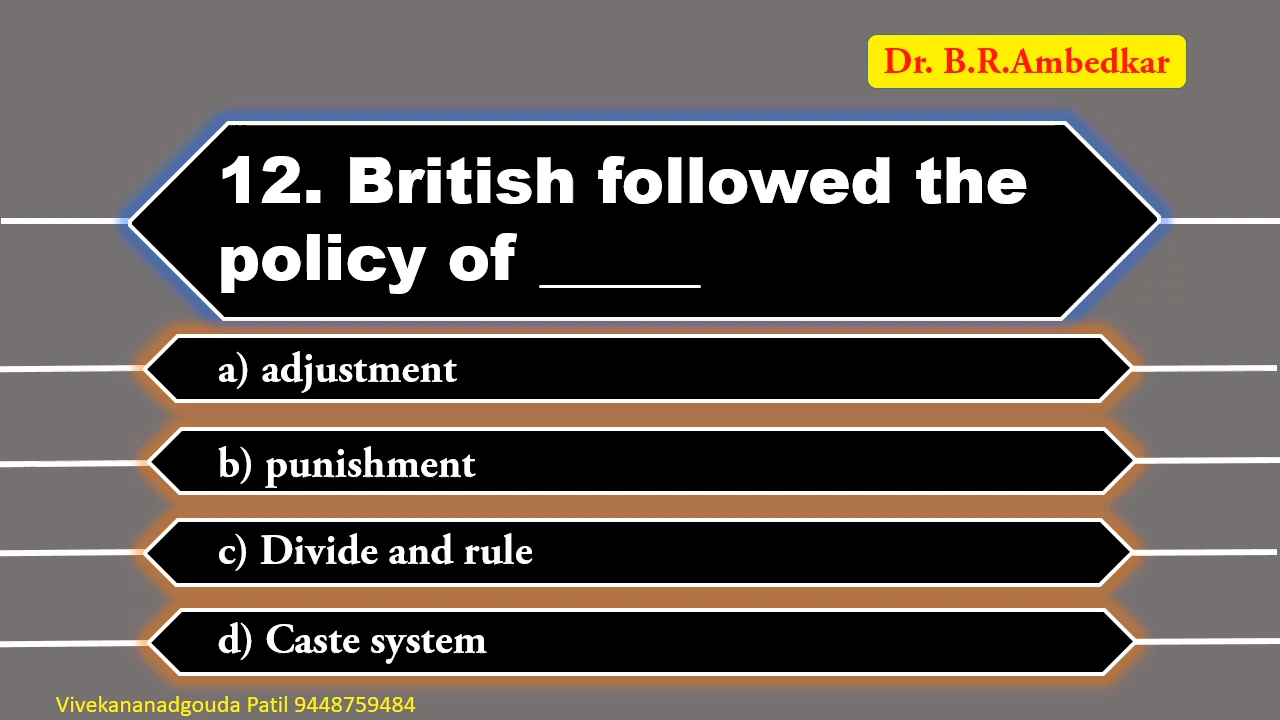 Dr. B.R.Ambedkar
12. British followed the
policy of _____
a) adjustment
b) punishment
c) Divide and rule
d) Caste system
Vivekananadgouda Patil 9448759484